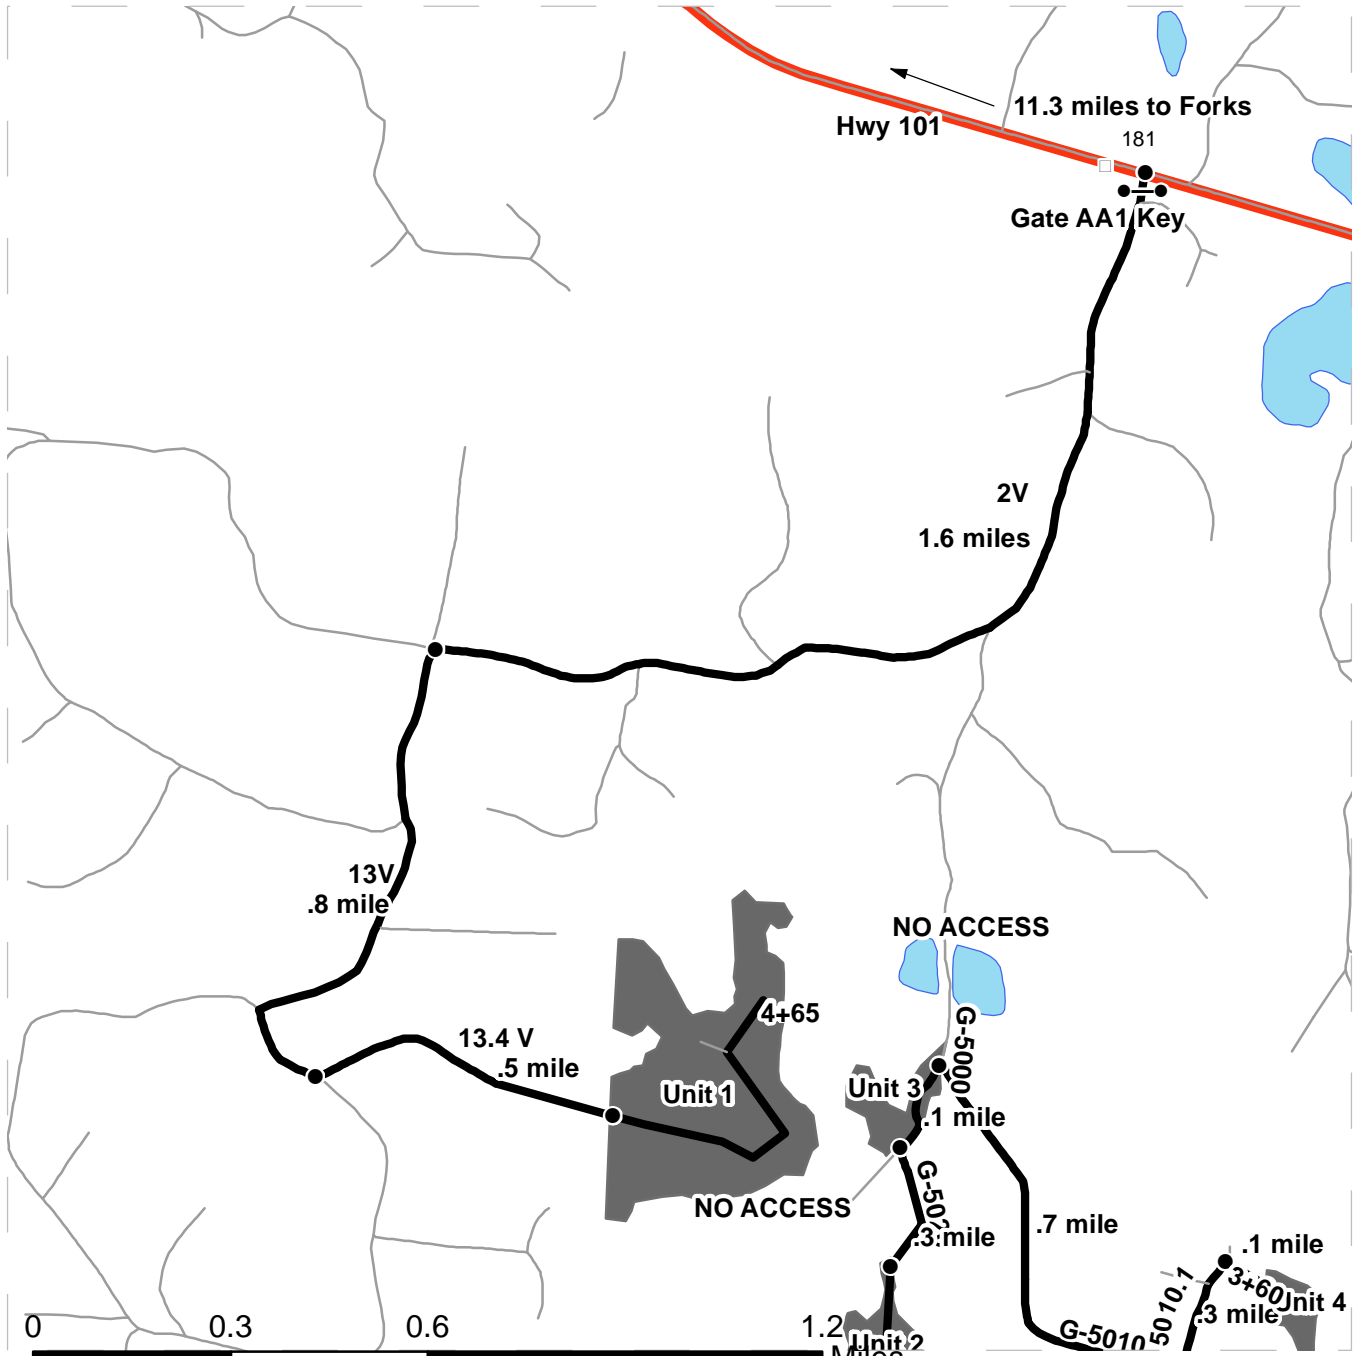 11.3 miles to Forks
Hwy 101
181
Gate AA1 Key
2V
1.6 miles
13V
.8 mile
NO ACCESS
13.4 V
.5 mile
4+65
Unit 1
G-5000
Unit 3
.1 mile
NO ACCESS
.3 mile
.7 mile
.1 mile
3+60
Unit 4
.3 mile
5010.1
G-5010
Unit 2
0 0.3 0.6 1.2
Miles